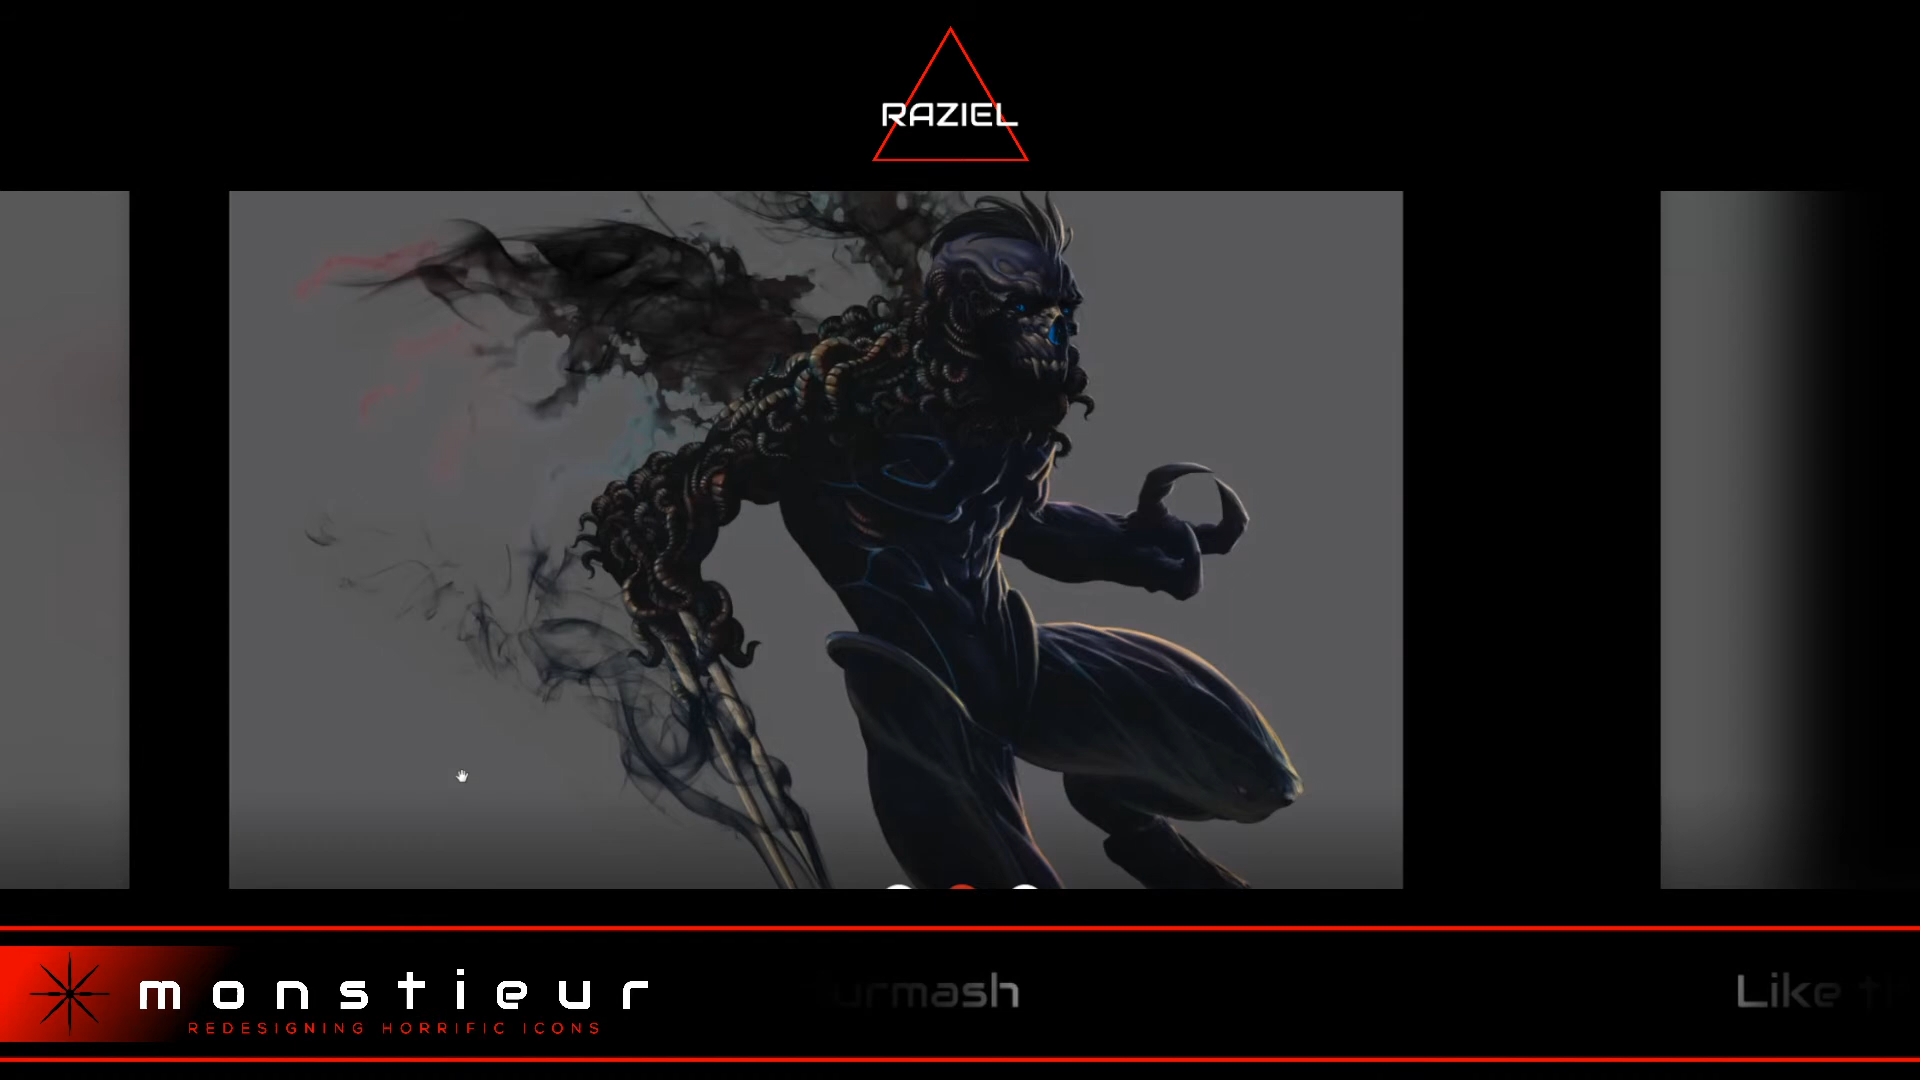 RAZIEL
monstieur
REDESIGNING HORRIFIC ICONS
urmash
Like